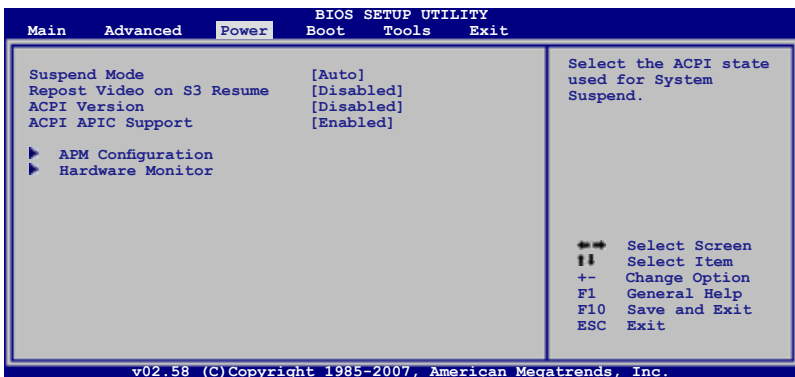 BIOS SETUP UTILITY
Main Advanced Power Boot Tools Exit
Suspend Mode [Auto]
Repost Video on S3 Resume [Disabled]
ACPI Version [Disabled]
ACPI APIC Support [Enabled]
APM Configuration
Hardware Monitor
Select the ACPI state
used for System
Suspend.
Select Screen
Select Item
+- Change Option
F1 General Help
F10 Save and Exit
ESC Exit
v02.58 (C)Copyright 1985-2007, American Megatrends, Inc.